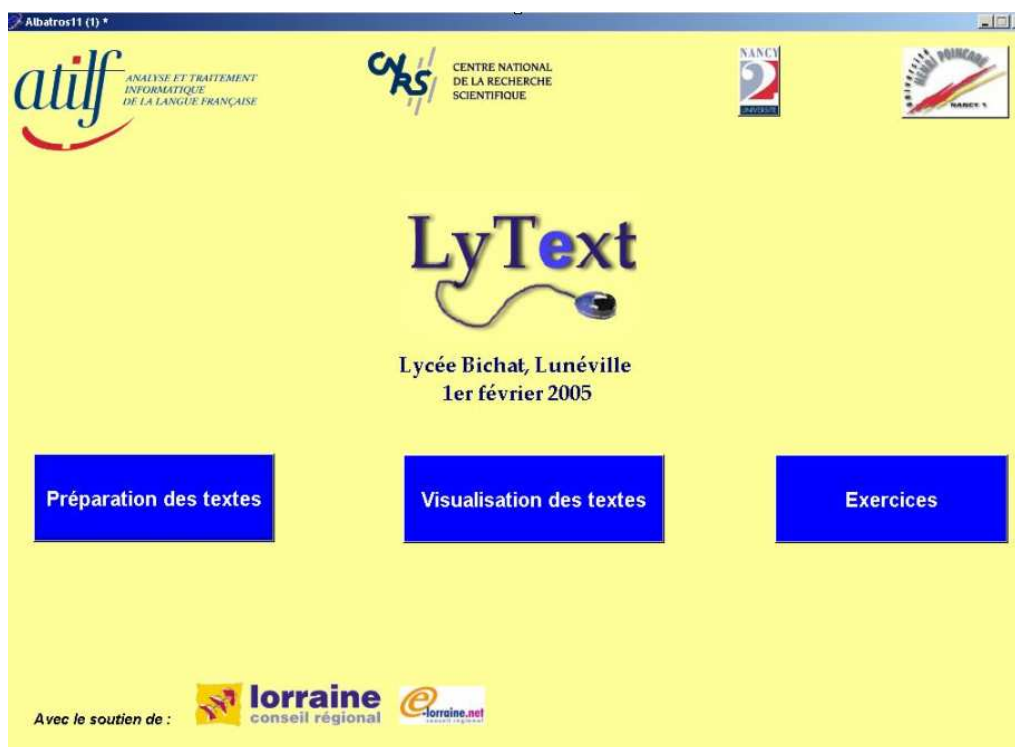 Albatros11 (1) *
atilf
ANALYSE ET TRAITEMENT
INFORMATIQUE
DE LA LANGUE FRANÇAISE
CNRS
CENTRE NATIONAL
DE LA RECHERCHE
SCIENTIFIQUE
NANCY
2
UNIVERSITÉ
université
HENRI POINCARÉ
NANCY 1
LyText
Lycée Bichat, Lunéville
1er février 2005
Préparation des textes
Visualisation des textes
Exercices
Avec le soutien de :
lorraine
conseil régional
e-lorraine.net
conseil régional